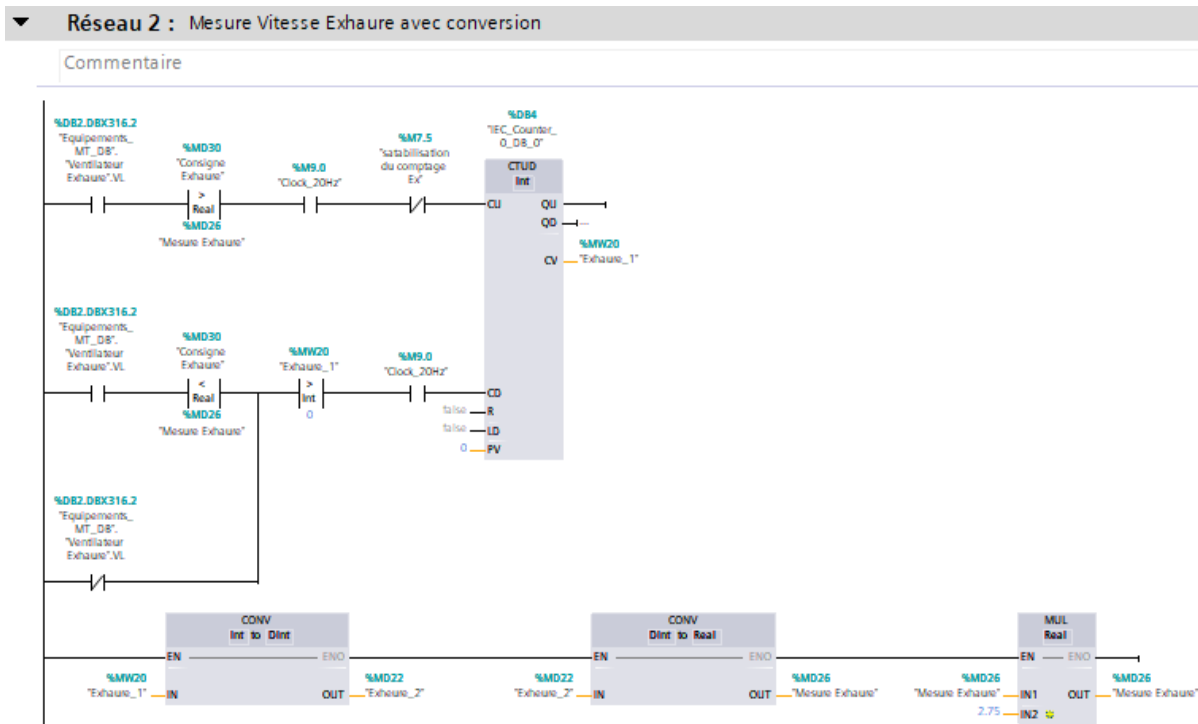 Réseau 2 : Mesure Vitesse Exhaure avec conversion
Commentaire
%DB4
"IEC_Counter_
0_DB_0"
%DB2.DBX316.2
"Equipements_
MT_DB".
"Ventilateur
Exhaure".VL
%MD30
"Consigne
Exhaure"
>
Real
%MD26
"Mesure Exhaure"
%M9.0
"Clock_20Hz"
%M7.5
"satabilisation
du comptage
Ex"
CTUD
Int
CU
QU
QD
CV
%MW20
"Exhaure_1"
%DB2.DBX316.2
"Equipements_
MT_DB".
"Ventilateur
Exhaure".VL
%MD30
"Consigne
Exhaure"
<
Real
%MD26
"Mesure Exhaure"
%MW20
"Exhaure_1"
>
Int
0
%M9.0
"Clock_20Hz"
CD
false R
false LD
0 PV
%DB2.DBX316.2
"Equipements_
MT_DB".
"Ventilateur
Exhaure".VL
CONV
Int to Dint
EN ENO
%MW20
"Exhaure_1" IN
OUT
%MD22
"Exheure_2"
CONV
Dint to Real
EN ENO
%MD22
"Exheure_2" IN
OUT
%MD26
"Mesure Exhaure"
MUL
Real
EN ENO
%MD26
"Mesure Exhaure" IN1
2.75 IN2
OUT
%MD26
"Mesure Exhaure"